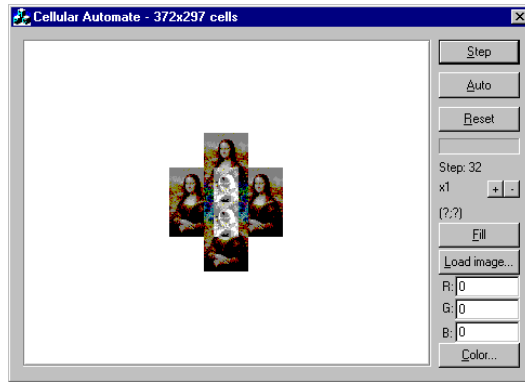 Cellular Automate - 372x297 cells
Step
Auto
Reset
Step: 32
x1 + -
(?;?)
Fill
Load image...
R: 0
G: 0
B: 0
Color...